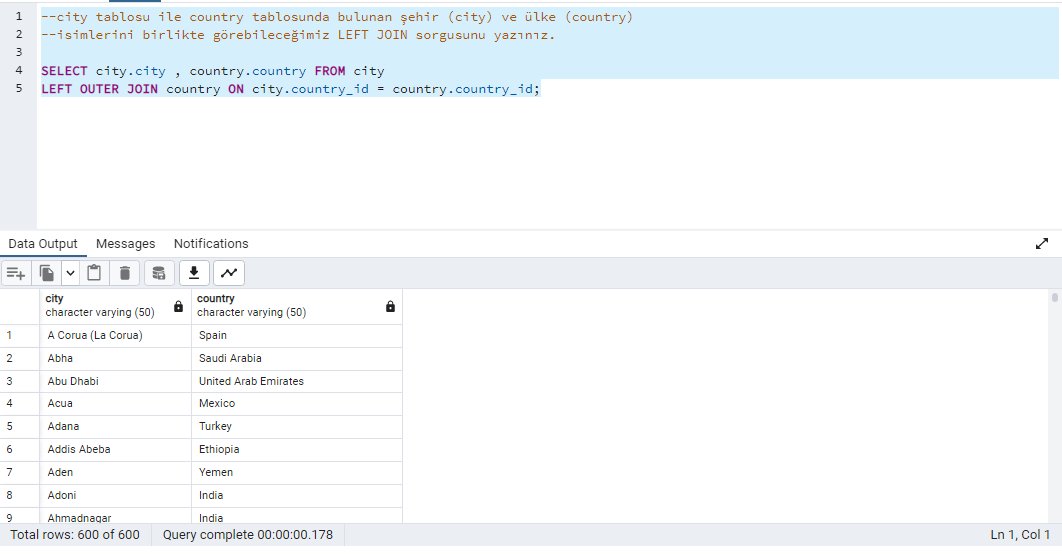 1 --city tablosu ile country tablosunda bulunan şehir (city) ve ülke (country)
2 --isimlerini birlikte görebileceğimiz LEFT JOIN sorgusunu yazınız.
3
4 SELECT city.city , country.country FROM city
5 LEFT OUTER JOIN country ON city.country_id = country.country_id;
Data Output Messages Notifications
city country
character varying (50) character varying (50)
1 A Corua (La Corua) Spain
2 Abha Saudi Arabia
3 Abu Dhabi United Arab Emirates
4 Acua Mexico
5 Adana Turkey
6 Addis Abeba Ethiopia
7 Aden Yemen
8 Adoni India
9 Ahmadnagar India
Total rows: 600 of 600 Query complete 00:00:00.178 Ln 1, Col 1